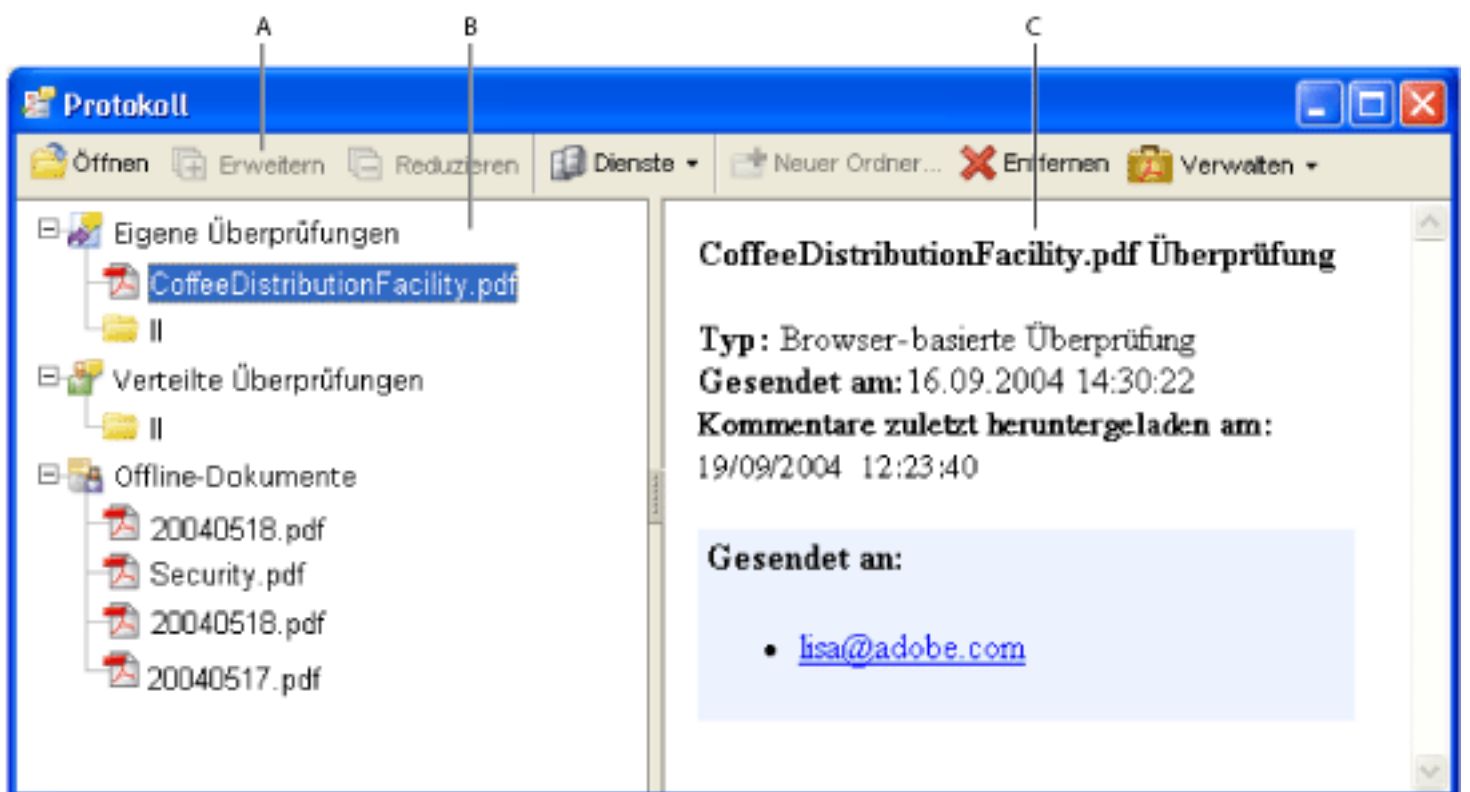 A B C
Protokoll
Öffnen Erweitern Reduzieren Dienste Neuer Ordner... Entfernen Verwalten
Eigene Überprüfungen
CoffeeDistributionFacility.pdf
ll
Verteilte Überprüfungen
ll
Offline-Dokumente
20040518.pdf
Security.pdf
20040518.pdf
20040517.pdf
CoffeeDistributionFacility.pdf Überprüfung
Typ: Browser-basierte Überprüfung
Gesendet am: 16.09.2004 14:30:22
Kommentare zuletzt heruntergeladen am:
19/09/2004 12:23:40
Gesendet an:
• lisa@adobe.com